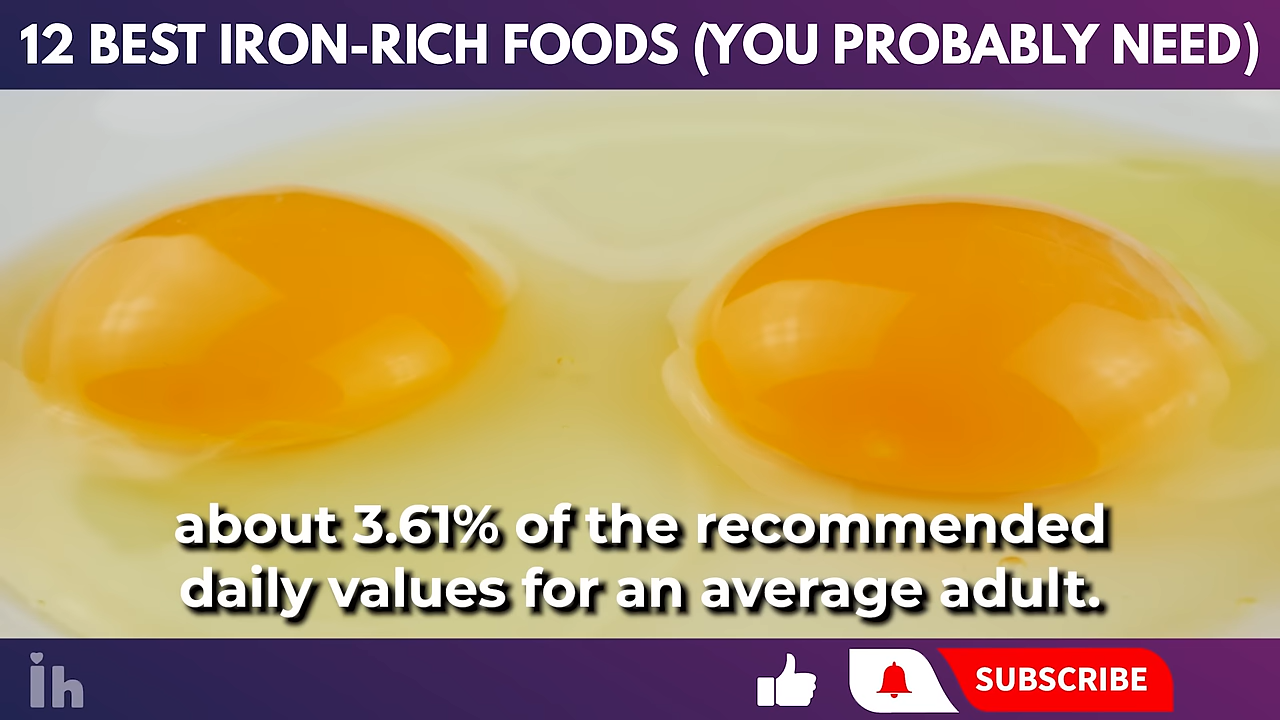 12 BEST IRON-RICH FOODS (YOU PROBABLY NEED)
about 3.61% of the recommended
daily values for an average adult.
ih
SUBSCRIBE